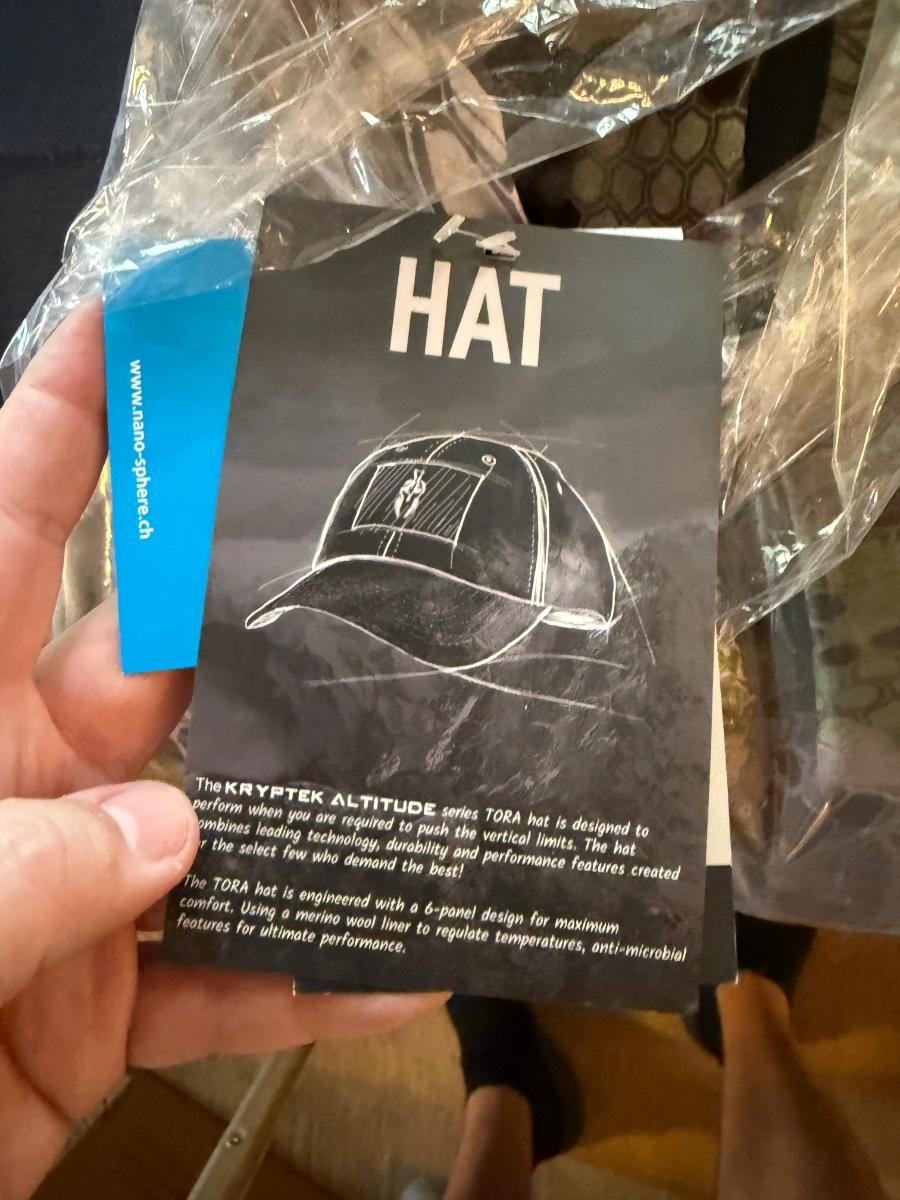 HAT
www.nano-sphere.ch
The KRYPTEK ALTITUDE series TORA hat is designed to
perform when you are required to push the vertical limits. The hat
ombines leading technology, durability and performance features created
r the select few who demand the best!
The TORA hat is engineered with a 6-panel design for maximum
comfort. Using a merino wool liner to regulate temperatures, anti-microbial
features for ultimate performance.